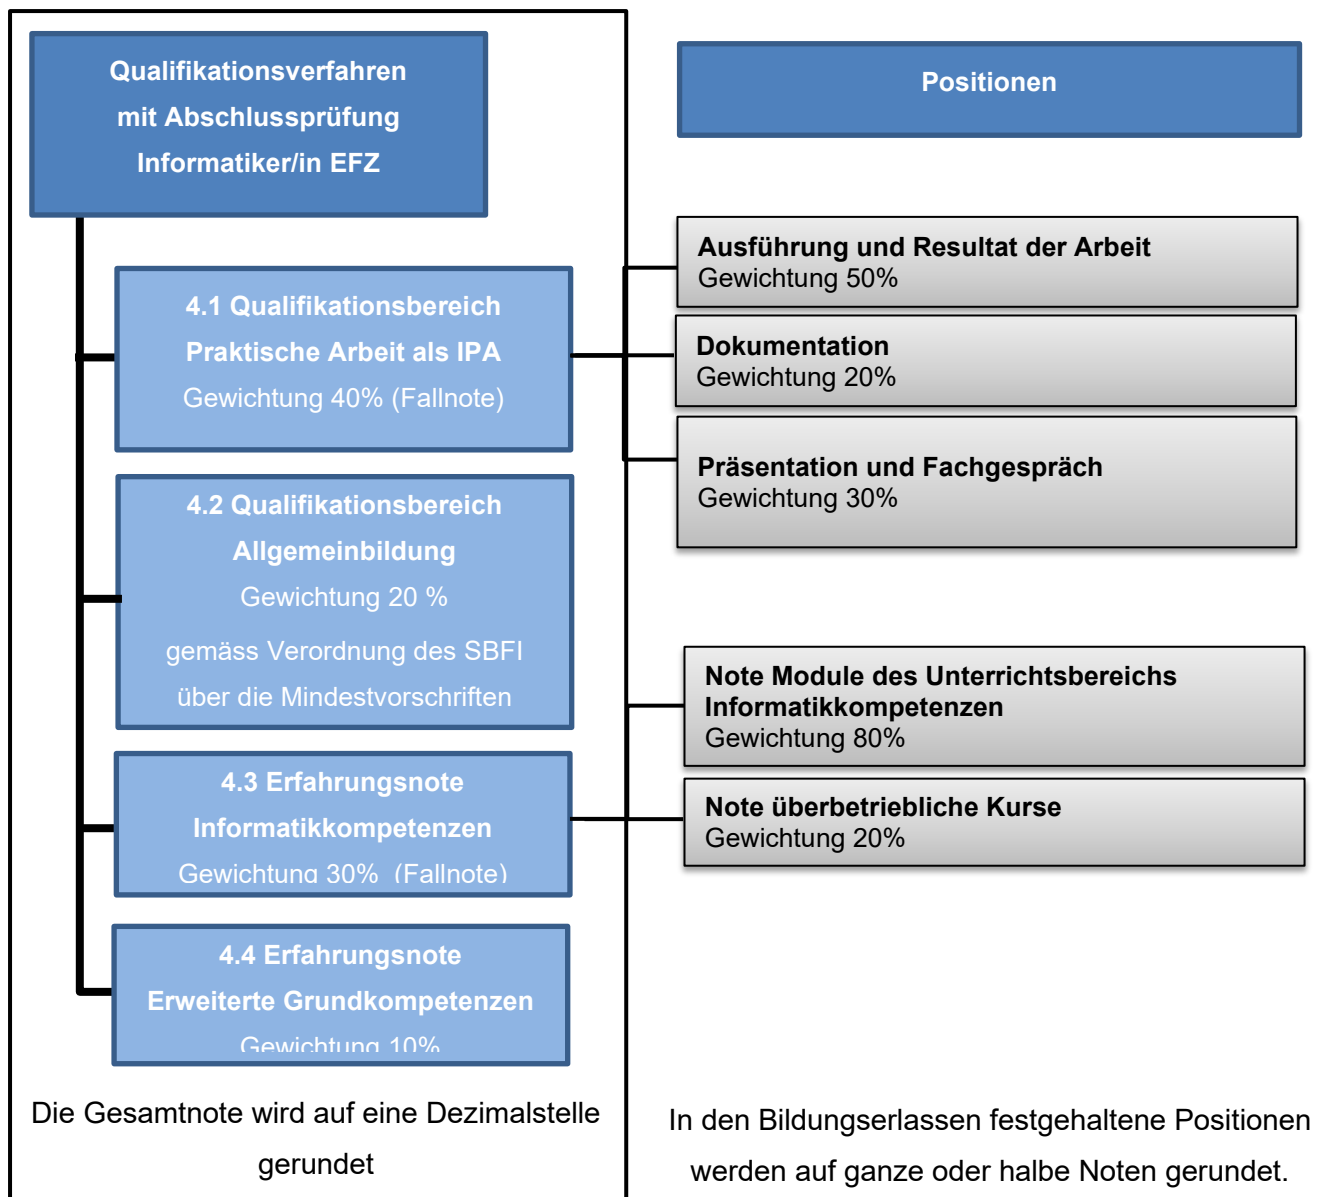 Qualifikationsverfahren
mit Abschlussprüfung
Informatiker/in EFZ
4.1 Qualifikationsbereich
Praktische Arbeit als IPA
Gewichtung 40% (Fallnote)
4.2 Qualifikationsbereich
Allgemeinbildung
Gewichtung 20 %
gemäss Verordnung des SBFI
über die Mindestvorschriften
4.3 Erfahrungsnote
Informatikkompetenzen
Gewichtung 30% (Fallnote)
4.4 Erfahrungsnote
Erweiterte Grundkompetenzen
Gewichtung 10%
Die Gesamtnote wird auf eine Dezimalstelle
gerundet
Positionen
Ausführung und Resultat der Arbeit
Gewichtung 50%
Dokumentation
Gewichtung 20%
Präsentation und Fachgespräch
Gewichtung 30%
Note Module des Unterrichtsbereichs
Informatikkompetenzen
Gewichtung 80%
Note überbetriebliche Kurse
Gewichtung 20%
In den Bildungserlassen festgehaltene Positionen
werden auf ganze oder halbe Noten gerundet.